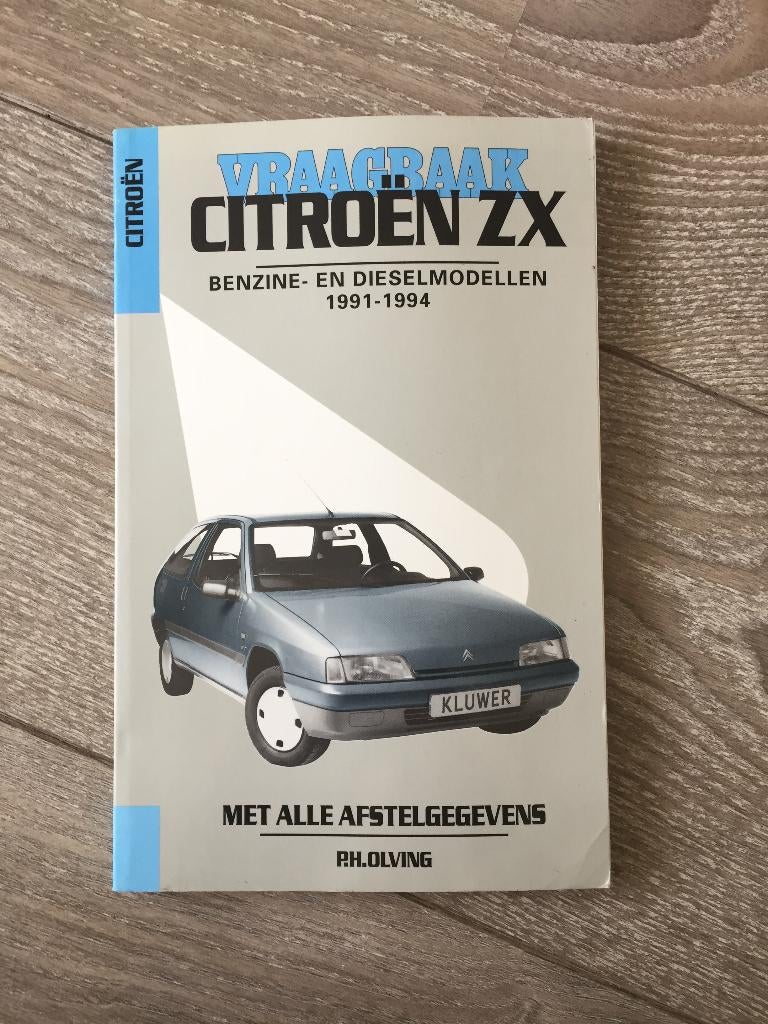 CITROËN
VRAAGBAAK
CITROËN ZX
BENZINE- EN DIESELMODELLEN
1991-1994
KLUWER
MET ALLE AFSTELGEGEVENS
P.H.OLVING